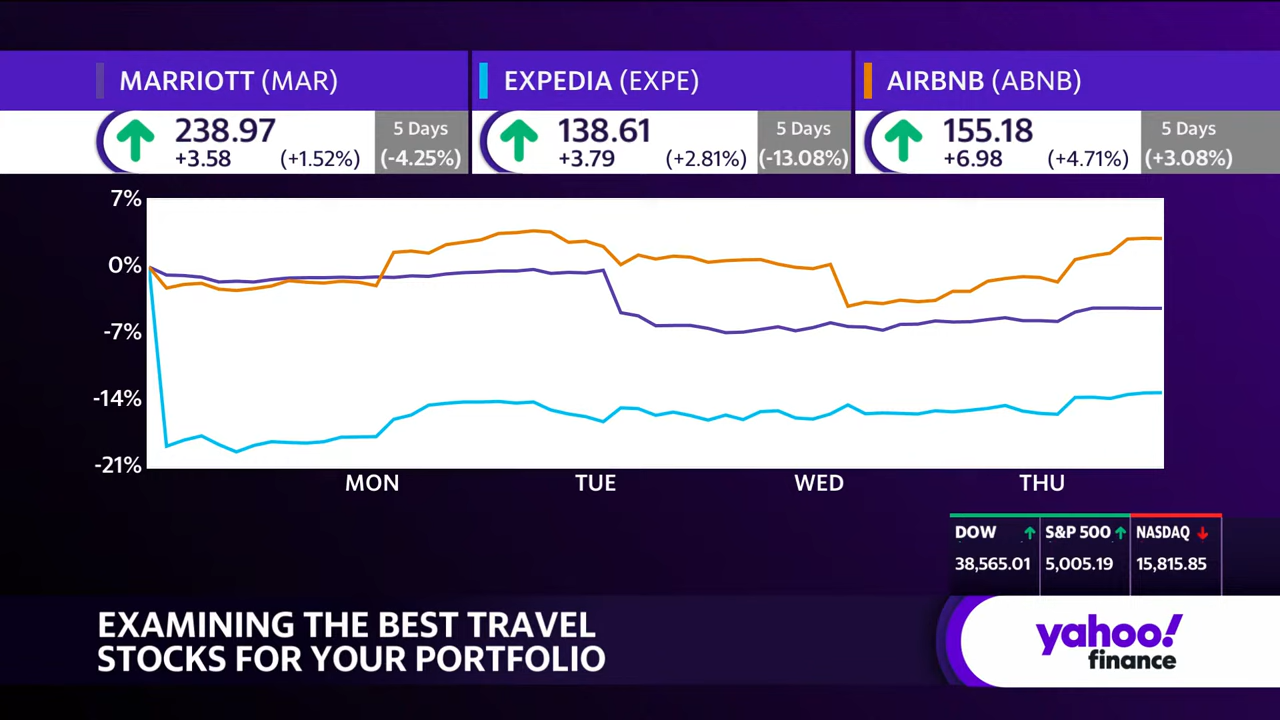 MARRIOTT (MAR)
238.97
+3.58 (+1.52%)
5 Days
(-4.25%)
EXPEDIA (EXPE)
138.61
+3.79 (+2.81%)
5 Days
(-13.08%)
AIRBNB (ABNB)
155.18
+6.98 (+4.71%)
5 Days
(+3.08%)
7%
0%
-7%
-14%
-21%
MON TUE WED THU
DOW
38,565.01
S&P 500
5,005.19
NASDAQ
15,815.85
EXAMINING THE BEST TRAVEL
STOCKS FOR YOUR PORTFOLIO
yahoo!
finance